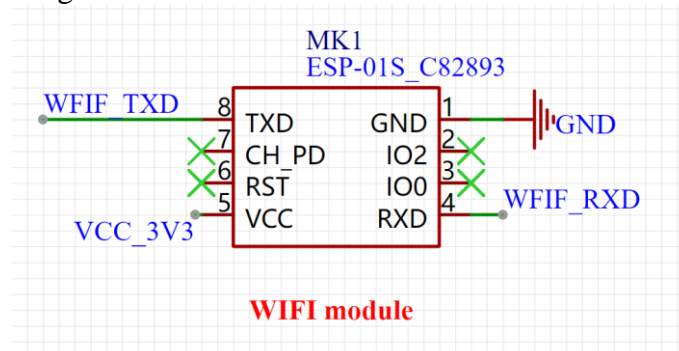 MK1
ESP-01S_C82893
WFIF_TXD 8 TXD GND 1 GND
7 CH_PD IO2 2
6 RST IO0 3
5 VCC RXD 4 WFIF_RXD
VCC_3V3
WIFI module